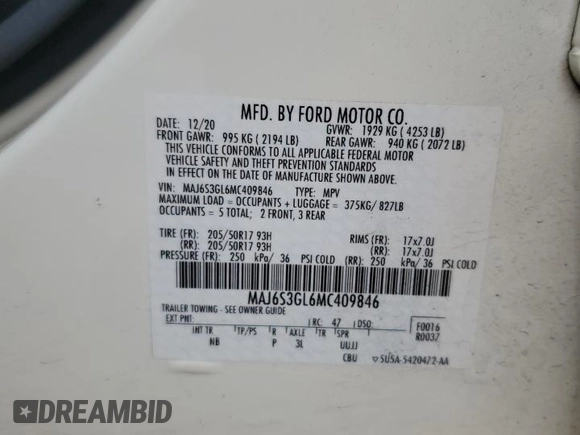 MFD. BY FORD MOTOR CO.
DATE: 12/20 GVWR: 1929 KG ( 4253 LB)
FRONT GAWR: 995 KG ( 2194 LB) REAR GAWR: 940 KG ( 2072 LB)
THIS VEHICLE CONFORMS TO ALL APPLICABLE FEDERAL MOTOR
VEHICLE SAFETY AND THEFT PREVENTION STANDARDS
IN EFFECT ON THE DATE OF MANUFACTURE SHOWN ABOVE.
VIN: MAJ6S3GL6MC409846 TYPE: MPV
MAXIMUM LOAD = OCCUPANTS + LUGGAGE = 375KG/ 827LB
OCCUPANTS = 5 TOTAL; 2 FRONT, 3 REAR
TIRE (FR): 205/50R17 93H RIMS (FR): 17x7.0J
(RR): 205/50R17 93H (RR): 17x7.0J
PRESSURE (FR): 250 kPa/ 36 PSI COLD (RR): 250 kPa/ 36 PSI COLD
MAJ6S3GL6MC409846
TRAILER TOWING - SEE OWNER GUIDE
EXT PNT: RC: 47 DSO: F0016
R0037
INT TR TP/PS R AXLE TR SPR
NB P 3L UUJJ
CBU 5U5A-5420472-AA
DREAMBID